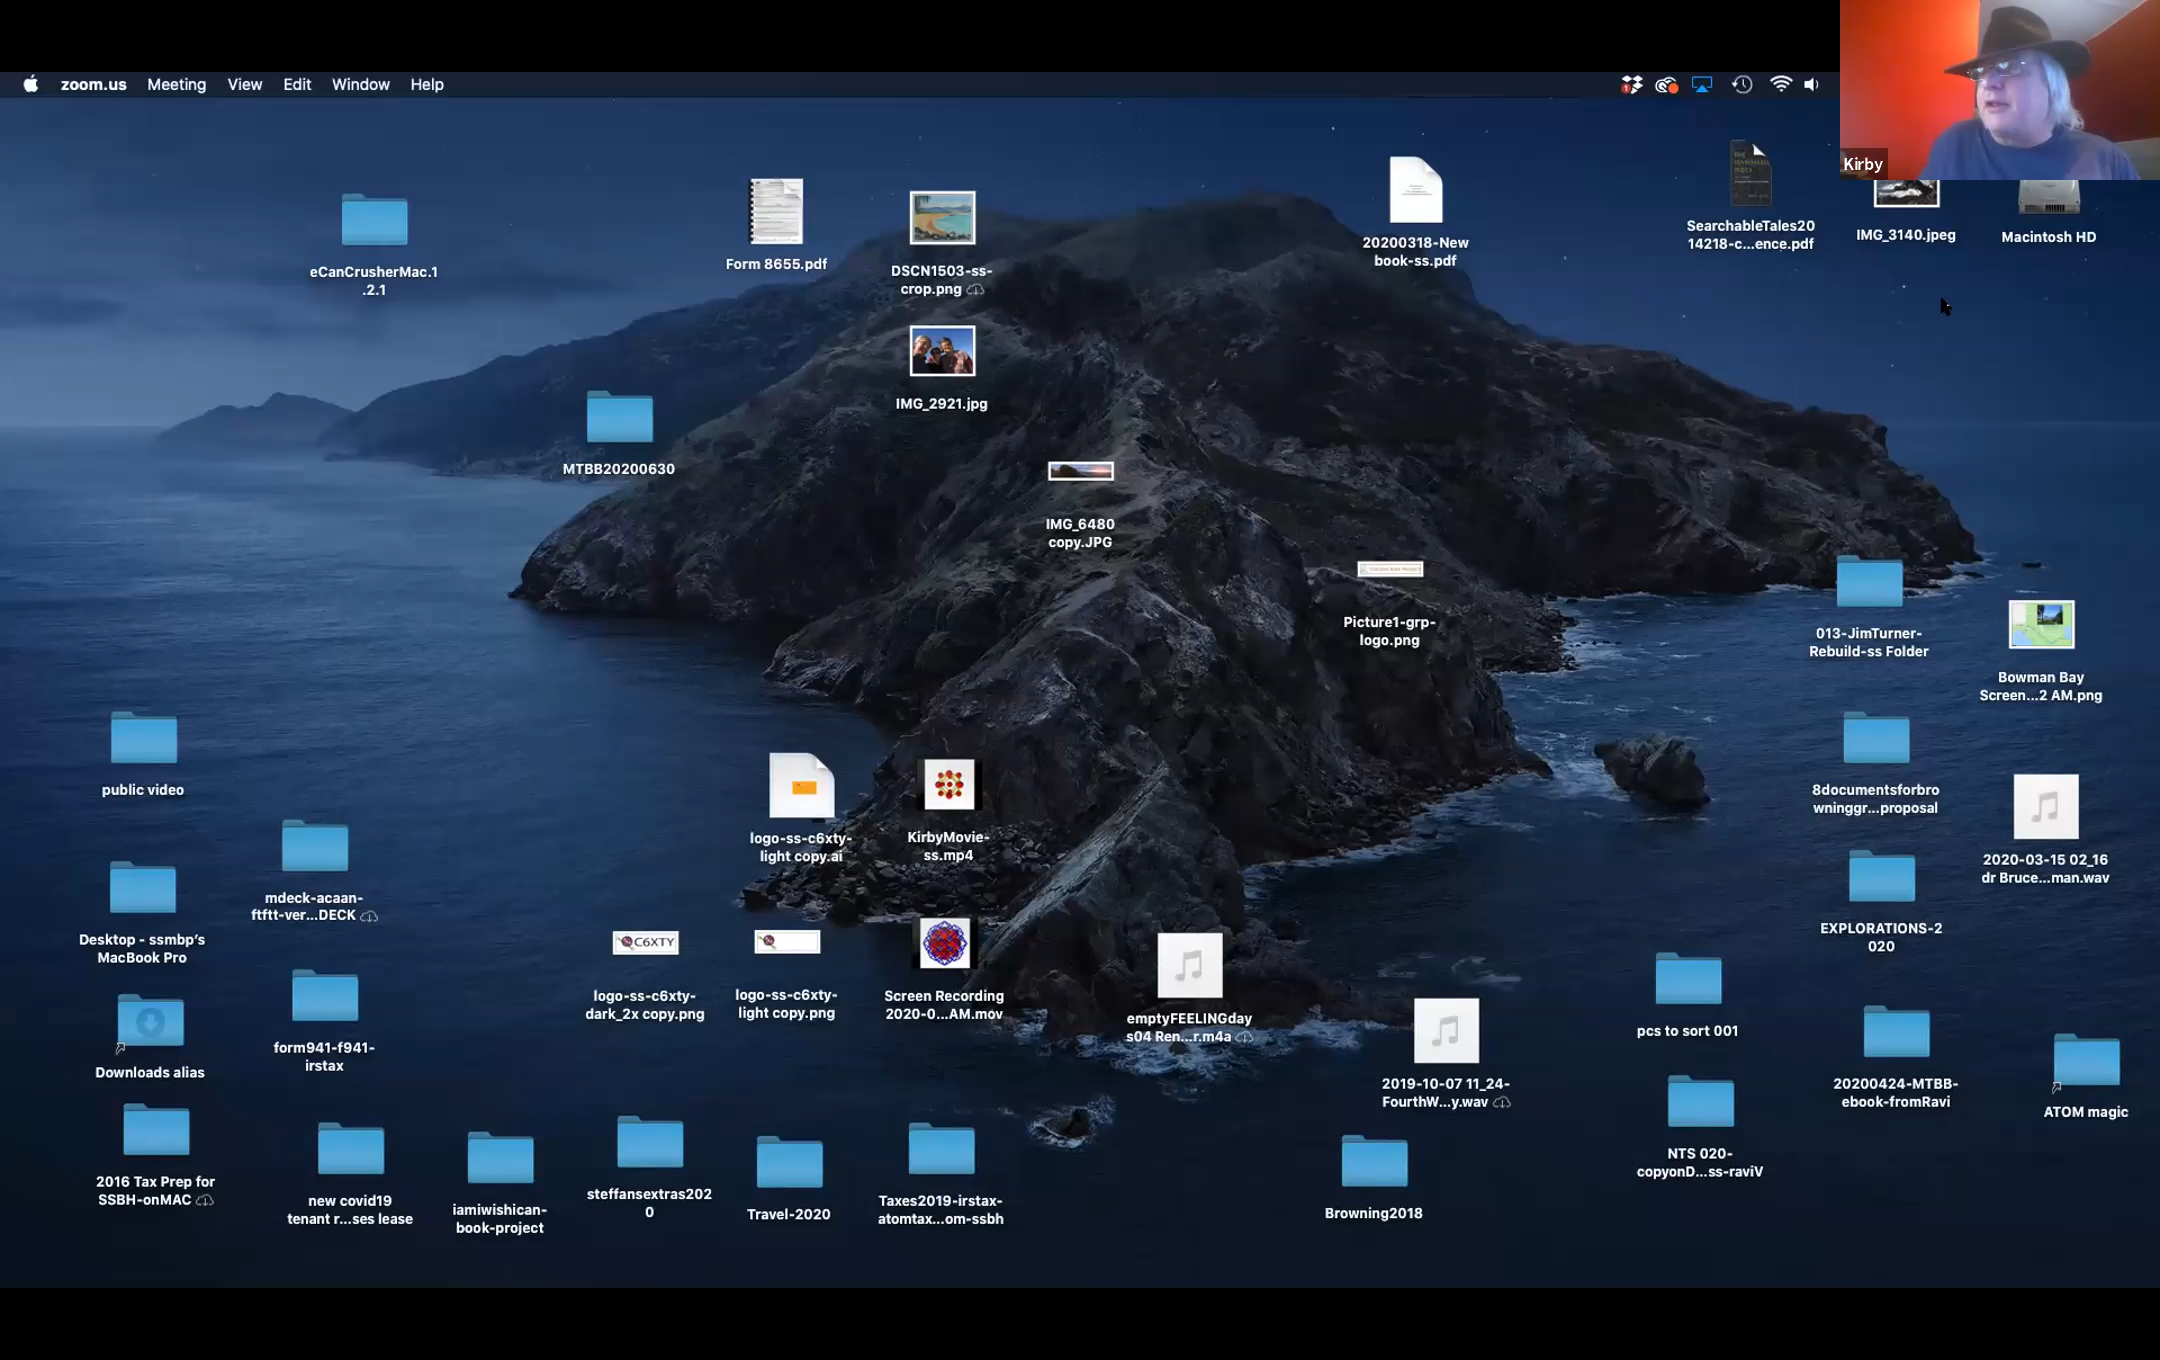 zoom.us Meeting View Edit Window Help
Kirby
eCanCrusherMac.1
.2.1
Form 8655.pdf
DSCN1503-ss-
crop.png
20200318-New
book-ss.pdf
SearchableTales20
14218-c...ence.pdf
IMG_3140.jpeg
Macintosh HD
IMG_2921.jpg
MTBB20200630
IMG_6480
copy.JPG
Picture1-grp-
logo.png
013-JimTurner-
Rebuild-ss Folder
Bowman Bay
Screen...2 AM.png
public video
logo-ss-c6xty-
light copy.ai
KirbyMovie-
ss.mp4
8documentsforbro
wninggr...proposal
2020-03-15 02_16
dr Bruce...man.wav
mdeck-acaan-
ftftt-ver...DECK
Desktop - ssmbp's
MacBook Pro
EXPLORATIONS-2
020
C6XTY
logo-ss-c6xty-
dark_2x copy.png
logo-ss-c6xty-
light copy.png
Screen Recording
2020-0...AM.mov
emptyFEELINGday
s04 Ren...r.m4a
pcs to sort 001
form941-f941-
irstax
Downloads alias
2019-10-07 11_24-
FourthW...y.wav
20200424-MTBB-
ebook-fromRavi
ATOM magic
NTS 020-
copyonD...ss-raviV
2016 Tax Prep for
SSBH-onMAC
new covid19
tenant r...ses lease
iamiwishican-
book-project
steffansextras202
0
Travel-2020
Taxes2019-irstax-
atomtax...om-ssbh
Browning2018